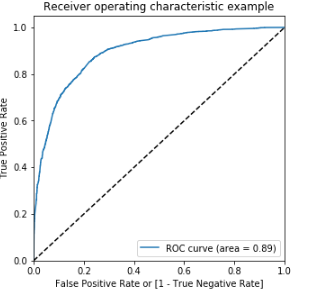 Receiver operating characteristic example
True Positive Rate
1.0
0.8
0.6
0.4
0.2
0.0
ROC curve (area = 0.89)
0.0 0.2 0.4 0.6 0.8 1.0
False Positive Rate or [1 - True Negative Rate]